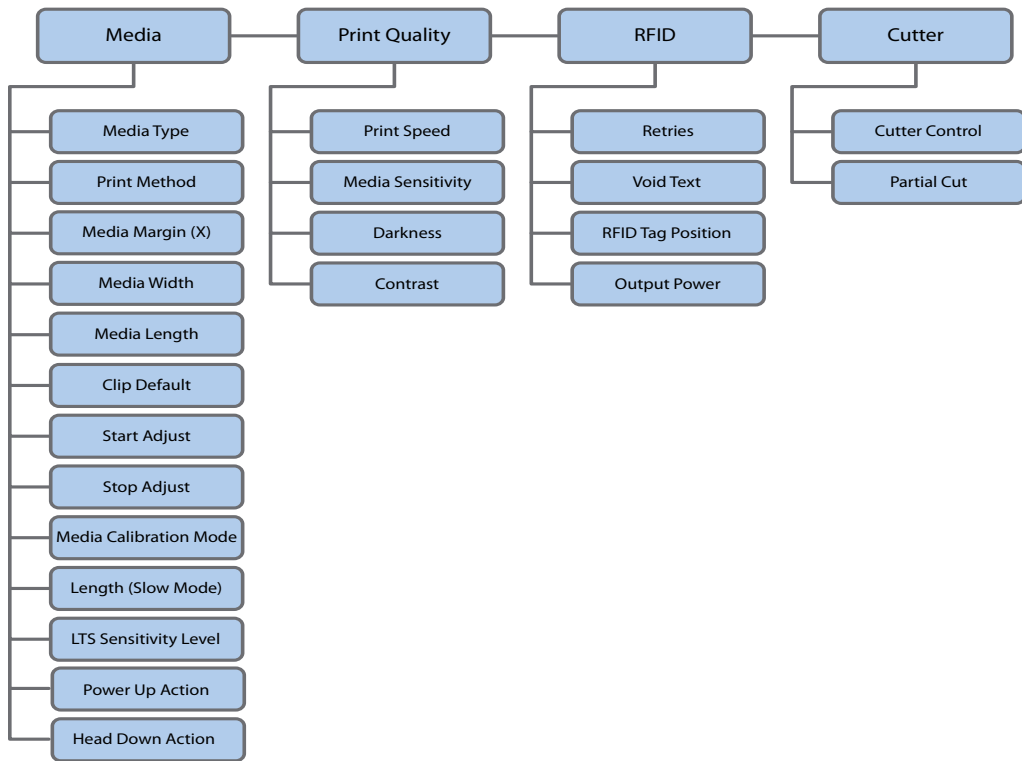 Media
Print Quality
RFID
Cutter
Media Type
Print Method
Media Margin (X)
Media Width
Media Length
Clip Default
Start Adjust
Stop Adjust
Media Calibration Mode
Length (Slow Mode)
LTS Sensitivity Level
Power Up Action
Head Down Action
Print Speed
Media Sensitivity
Darkness
Contrast
Retries
Void Text
RFID Tag Position
Output Power
Cutter Control
Partial Cut